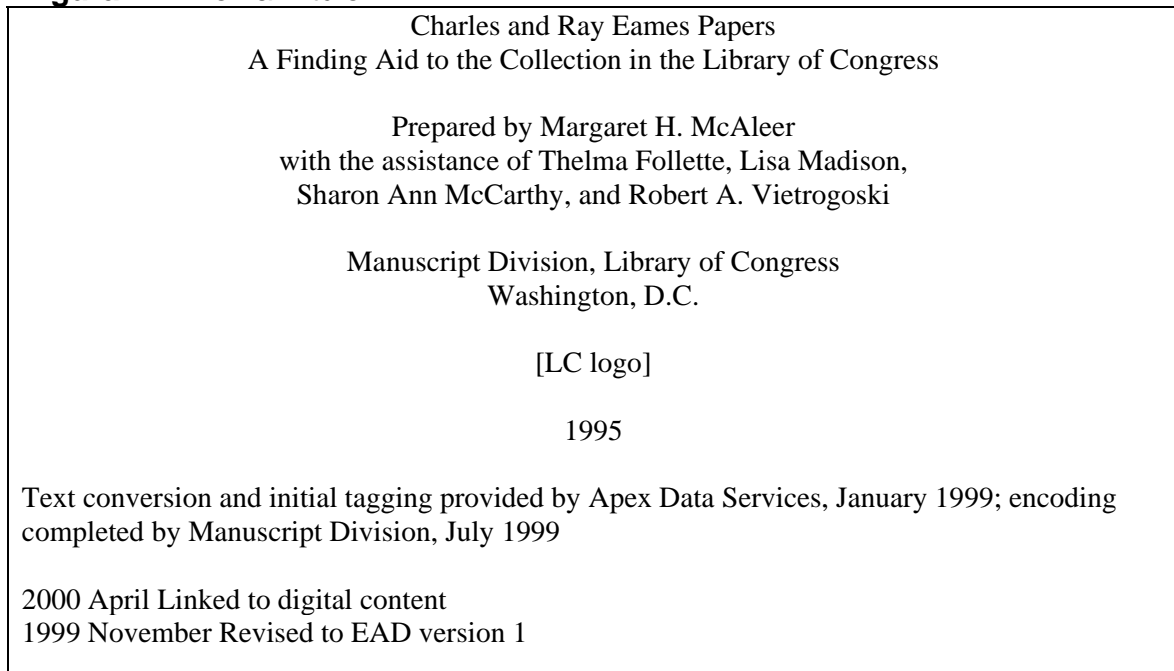 Charles and Ray Eames Papers
A Finding Aid to the Collection in the Library of Congress
Prepared by Margaret H. McAleer
with the assistance of Thelma Follette, Lisa Madison,
Sharon Ann McCarthy, and Robert A. Vietrogoski
Manuscript Division, Library of Congress
Washington, D.C.
[LC logo]
1995
Text conversion and initial tagging provided by Apex Data Services, January 1999; encoding
completed by Manuscript Division, July 1999
2000 April Linked to digital content
1999 November Revised to EAD version 1